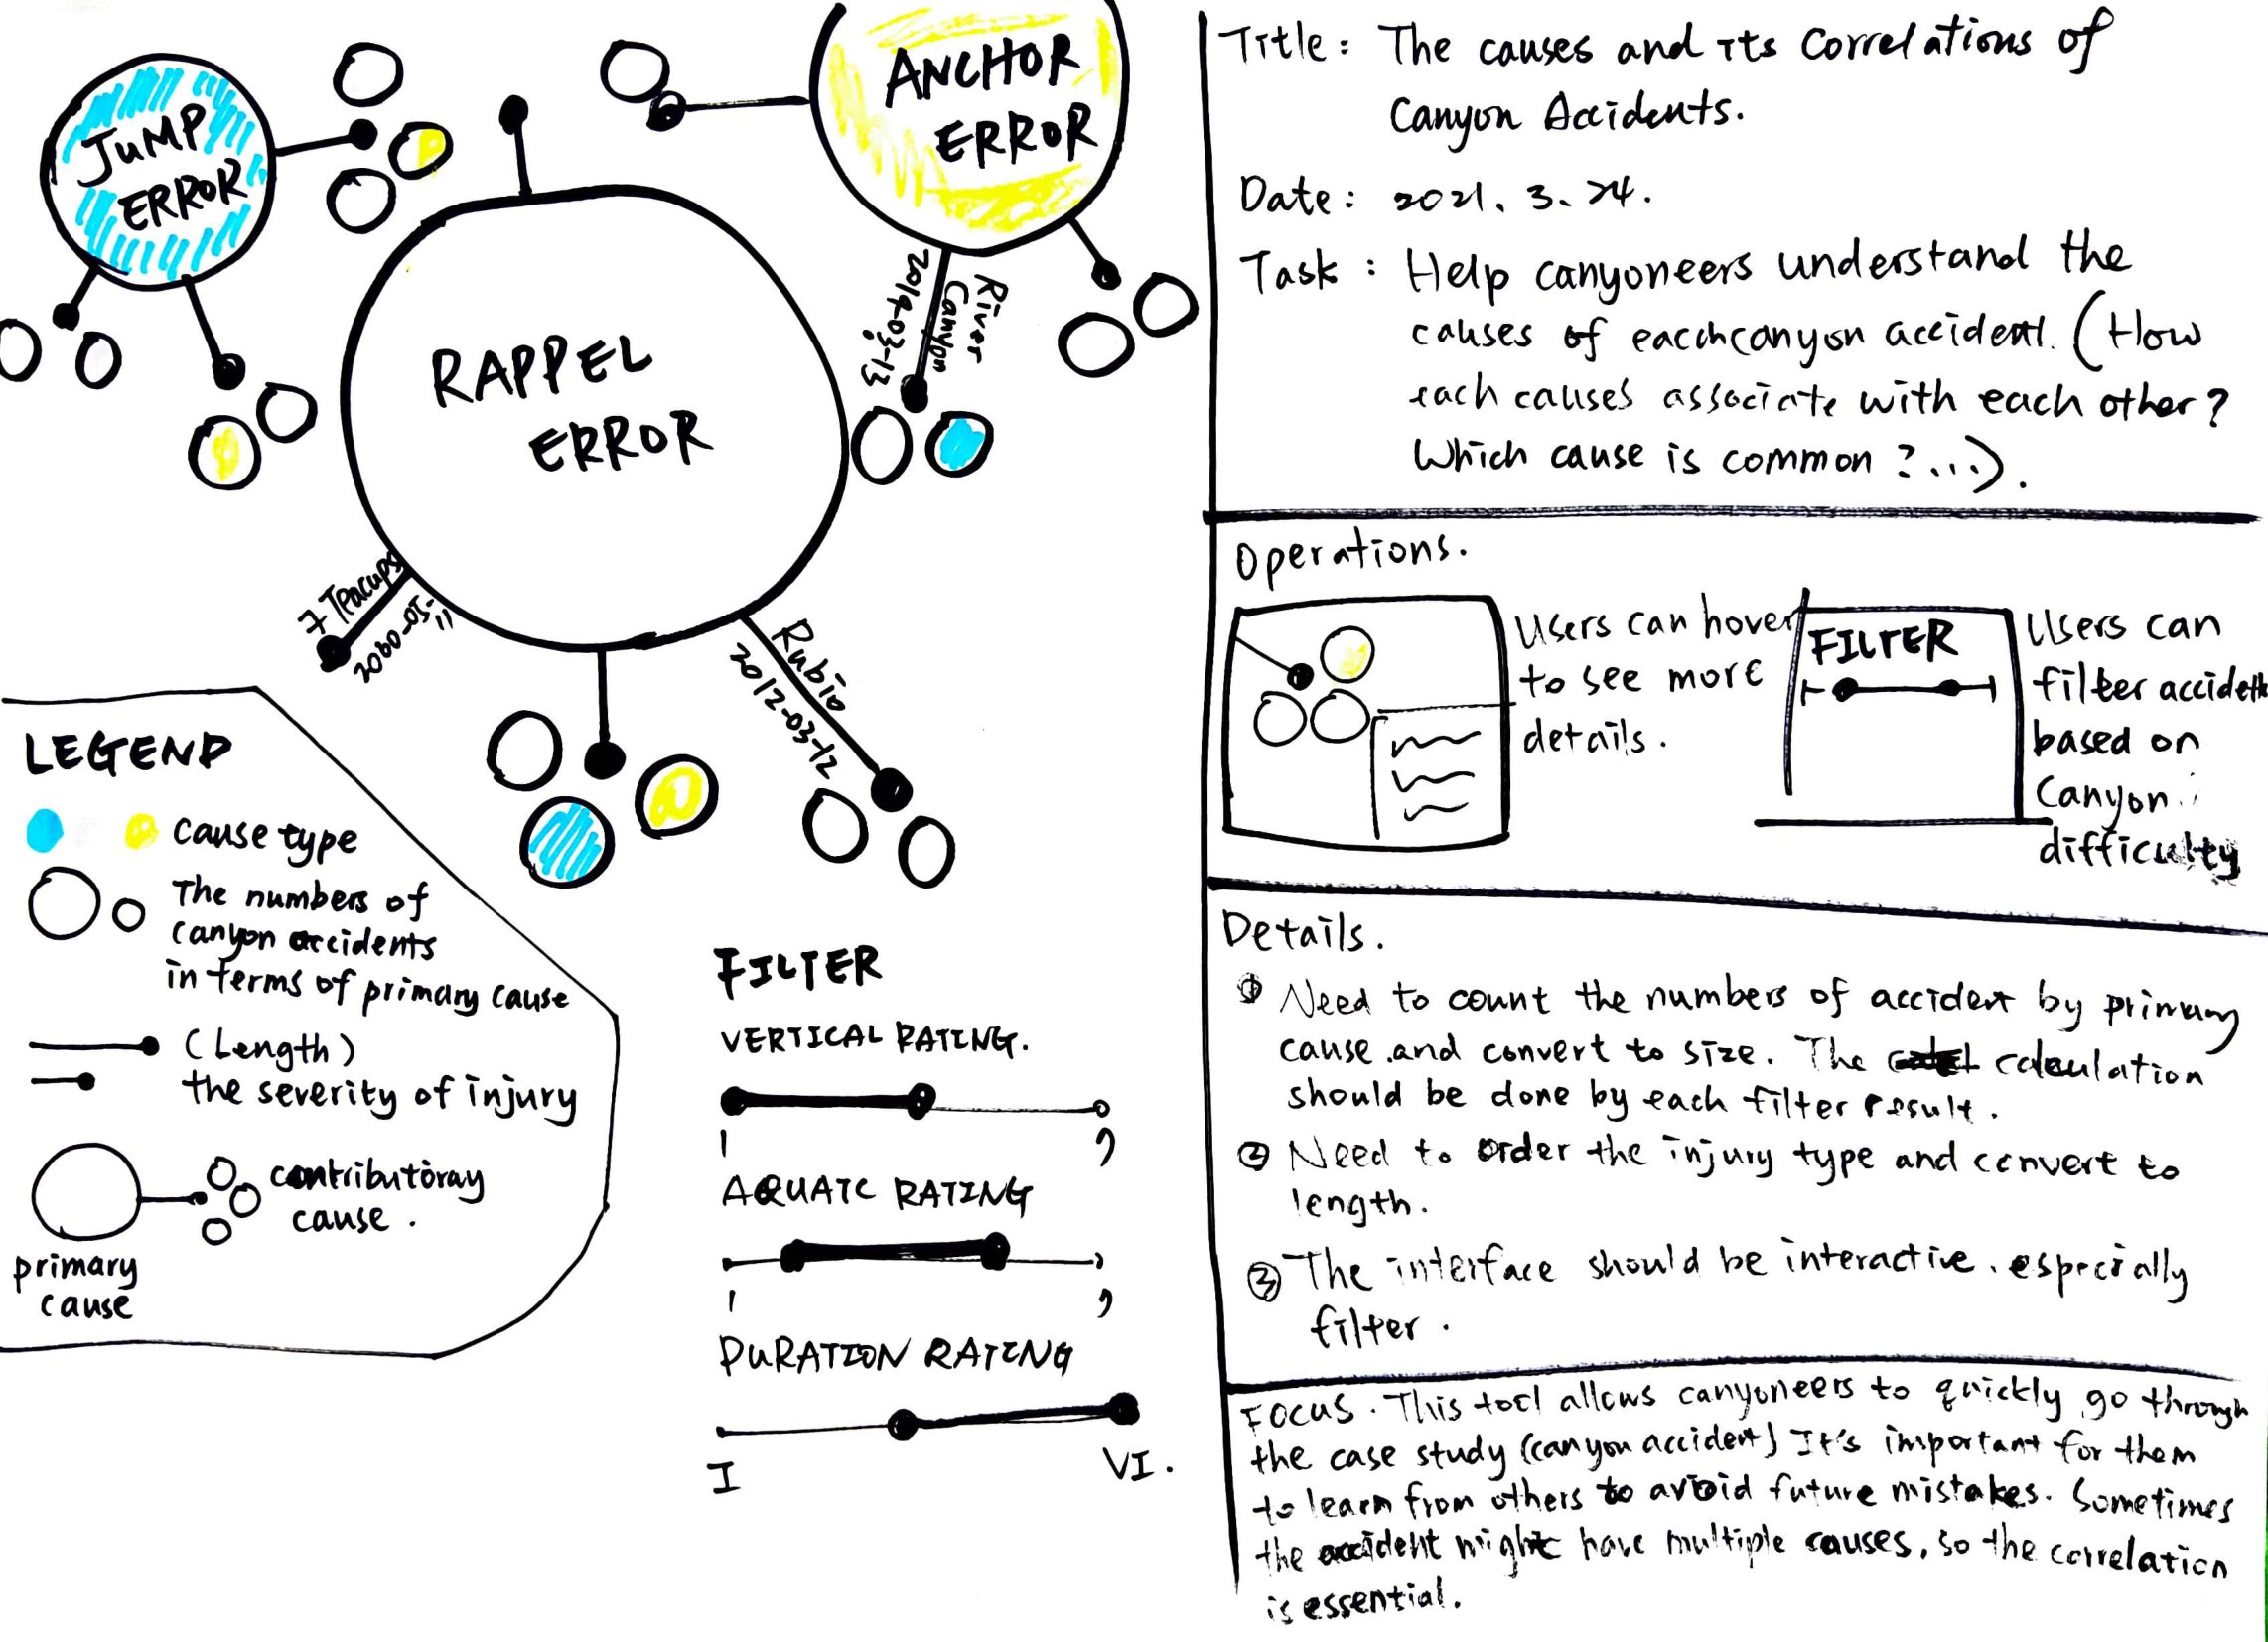 JUMP
ERROR
ANCHOR
ERROR
RAPPEL
ERROR
River
Canyon
2019-03-13
7 Teacups
2000-05-11
Rubio
2012-03-12
LEGEND
cause type
The numbers of
canyon accidents
in terms of primary cause
(Length)
the severity of injury
contributoray
cause.
primary
cause
FILTER
VERTICAL RATING.
1
AQUATC RATING
1
DURATION RATING
I VI.
Title: The causes and Its Correlations of
Canyon Accidents.
Date: 2021. 3. 24.
Task: Help canyoneers understand the
causes of eacchcanyon accident. (How
each causes associate with each other?
Which cause is common?...).
Operations.
Users can hover
to see more
details.
FILTER
Users can
filter
based on
Canyon
difficulty
Details.
① Need to count the numbers of accident by primary
cause.and convert to size. The calculation
should be done by each filter result.
② Need to order the injury type and convert to
length.
③ The interface should be interactive. especially
filter.
FOCUS. This tool allows canyoneers to quickly go through
the case study (canyon accident) It's important for them
to learn from others to avoid future mistakes. Sometimes
the accident might have multiple causes, so the correlation
is essential.